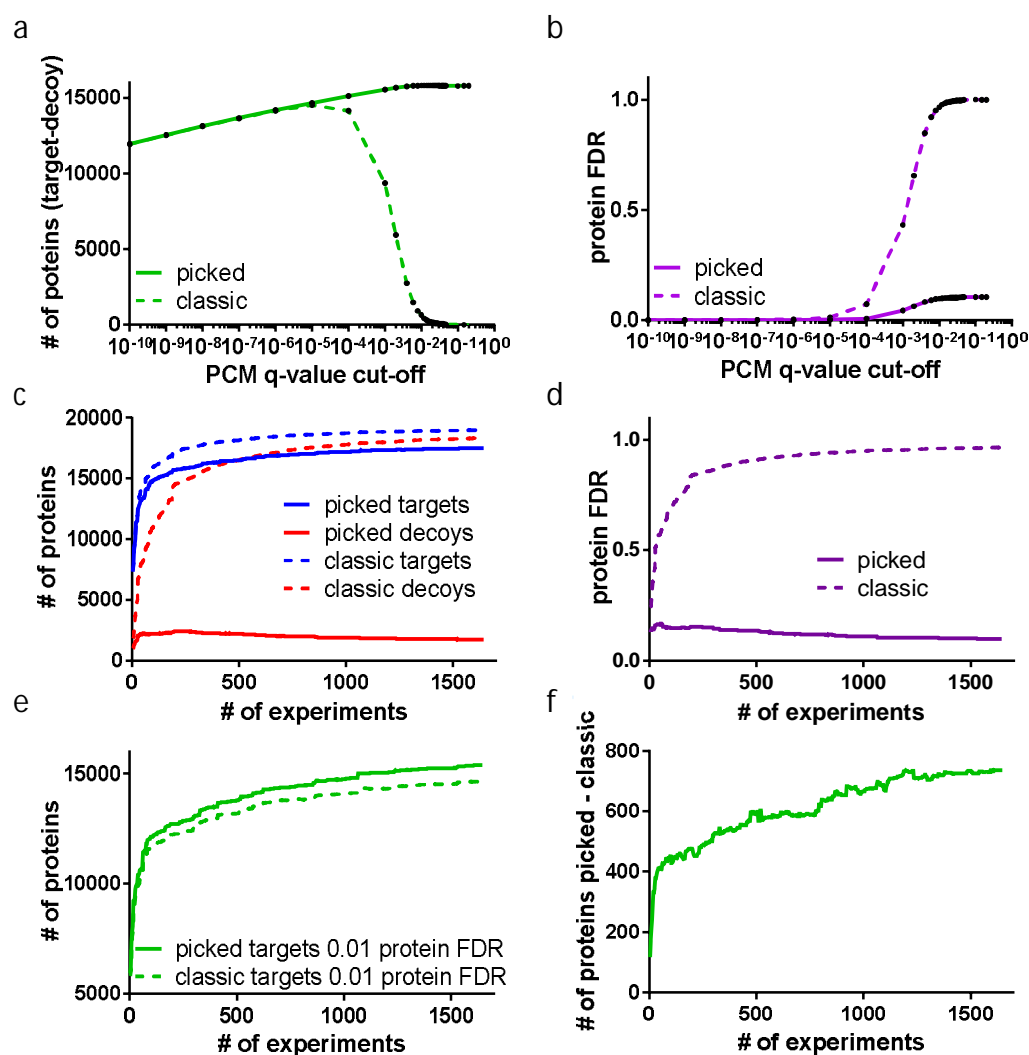 a
# of poteins (target-decoy)
15000
10000
5000
0
picked
classic
10-10 10-9 10-8 10-7 10-6 10-5 10-4 10-3 10-2 10-1 100
PCM q-value cut-off
b
protein FDR
1.0
0.5
0.0
picked
classic
10-10 10-9 10-8 10-7 10-6 10-5 10-4 10-3 10-2 10-1 100
PCM q-value cut-off
c
# of proteins
20000
15000
10000
5000
0
picked targets
picked decoys
classic targets
classic decoys
0 500 1000 1500
# of experiments
d
protein FDR
1.0
0.5
0.0
picked
classic
0 500 1000 1500
# of experiments
e
# of proteins
15000
10000
5000
picked targets 0.01 protein FDR
classic targets 0.01 protein FDR
0 500 1000 1500
# of experiments
f
# of proteins picked - classic
800
600
400
200
0
0 500 1000 1500
# of experiments